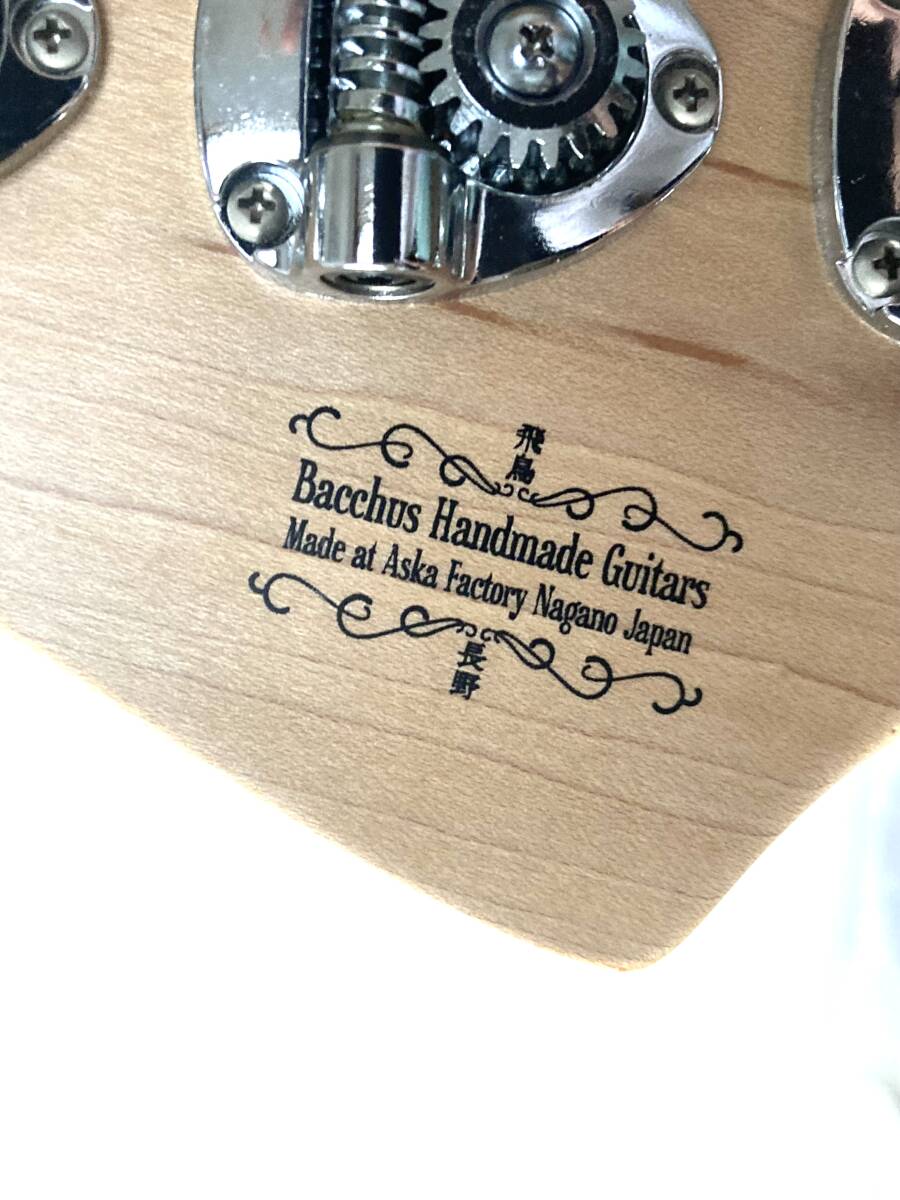 飛鳥
Bacchus Handmade Guitars
Made at Aska Factory Nagano Japan
長野